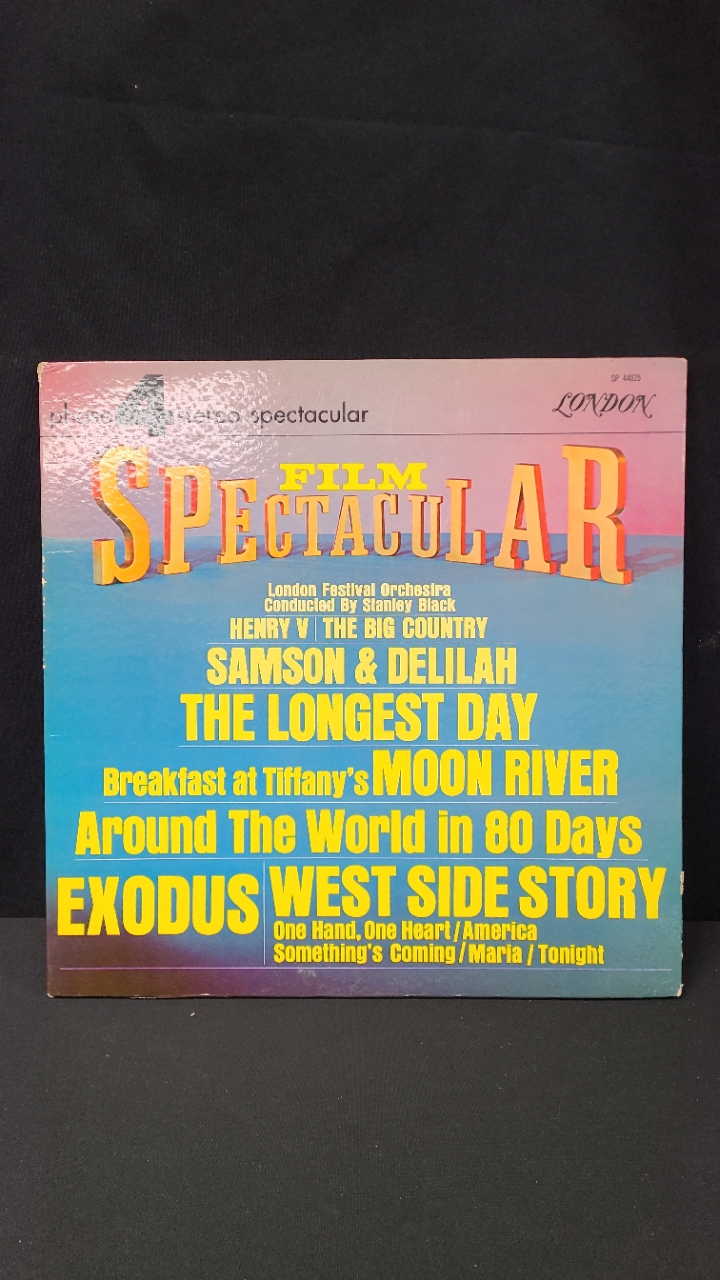 SP 44025
phase 4 stereo spectacular
LONDON
FILM
SPECTACULAR
London Festival Orchestra
Conducted By Stanley Black
HENRY V | THE BIG COUNTRY
SAMSON & DELILAH
THE LONGEST DAY
Breakfast at Tiffany's MOON RIVER
Around The World in 80 Days
EXODUS WEST SIDE STORY
One Hand, One Heart / America
Something's Coming / Maria / Tonight